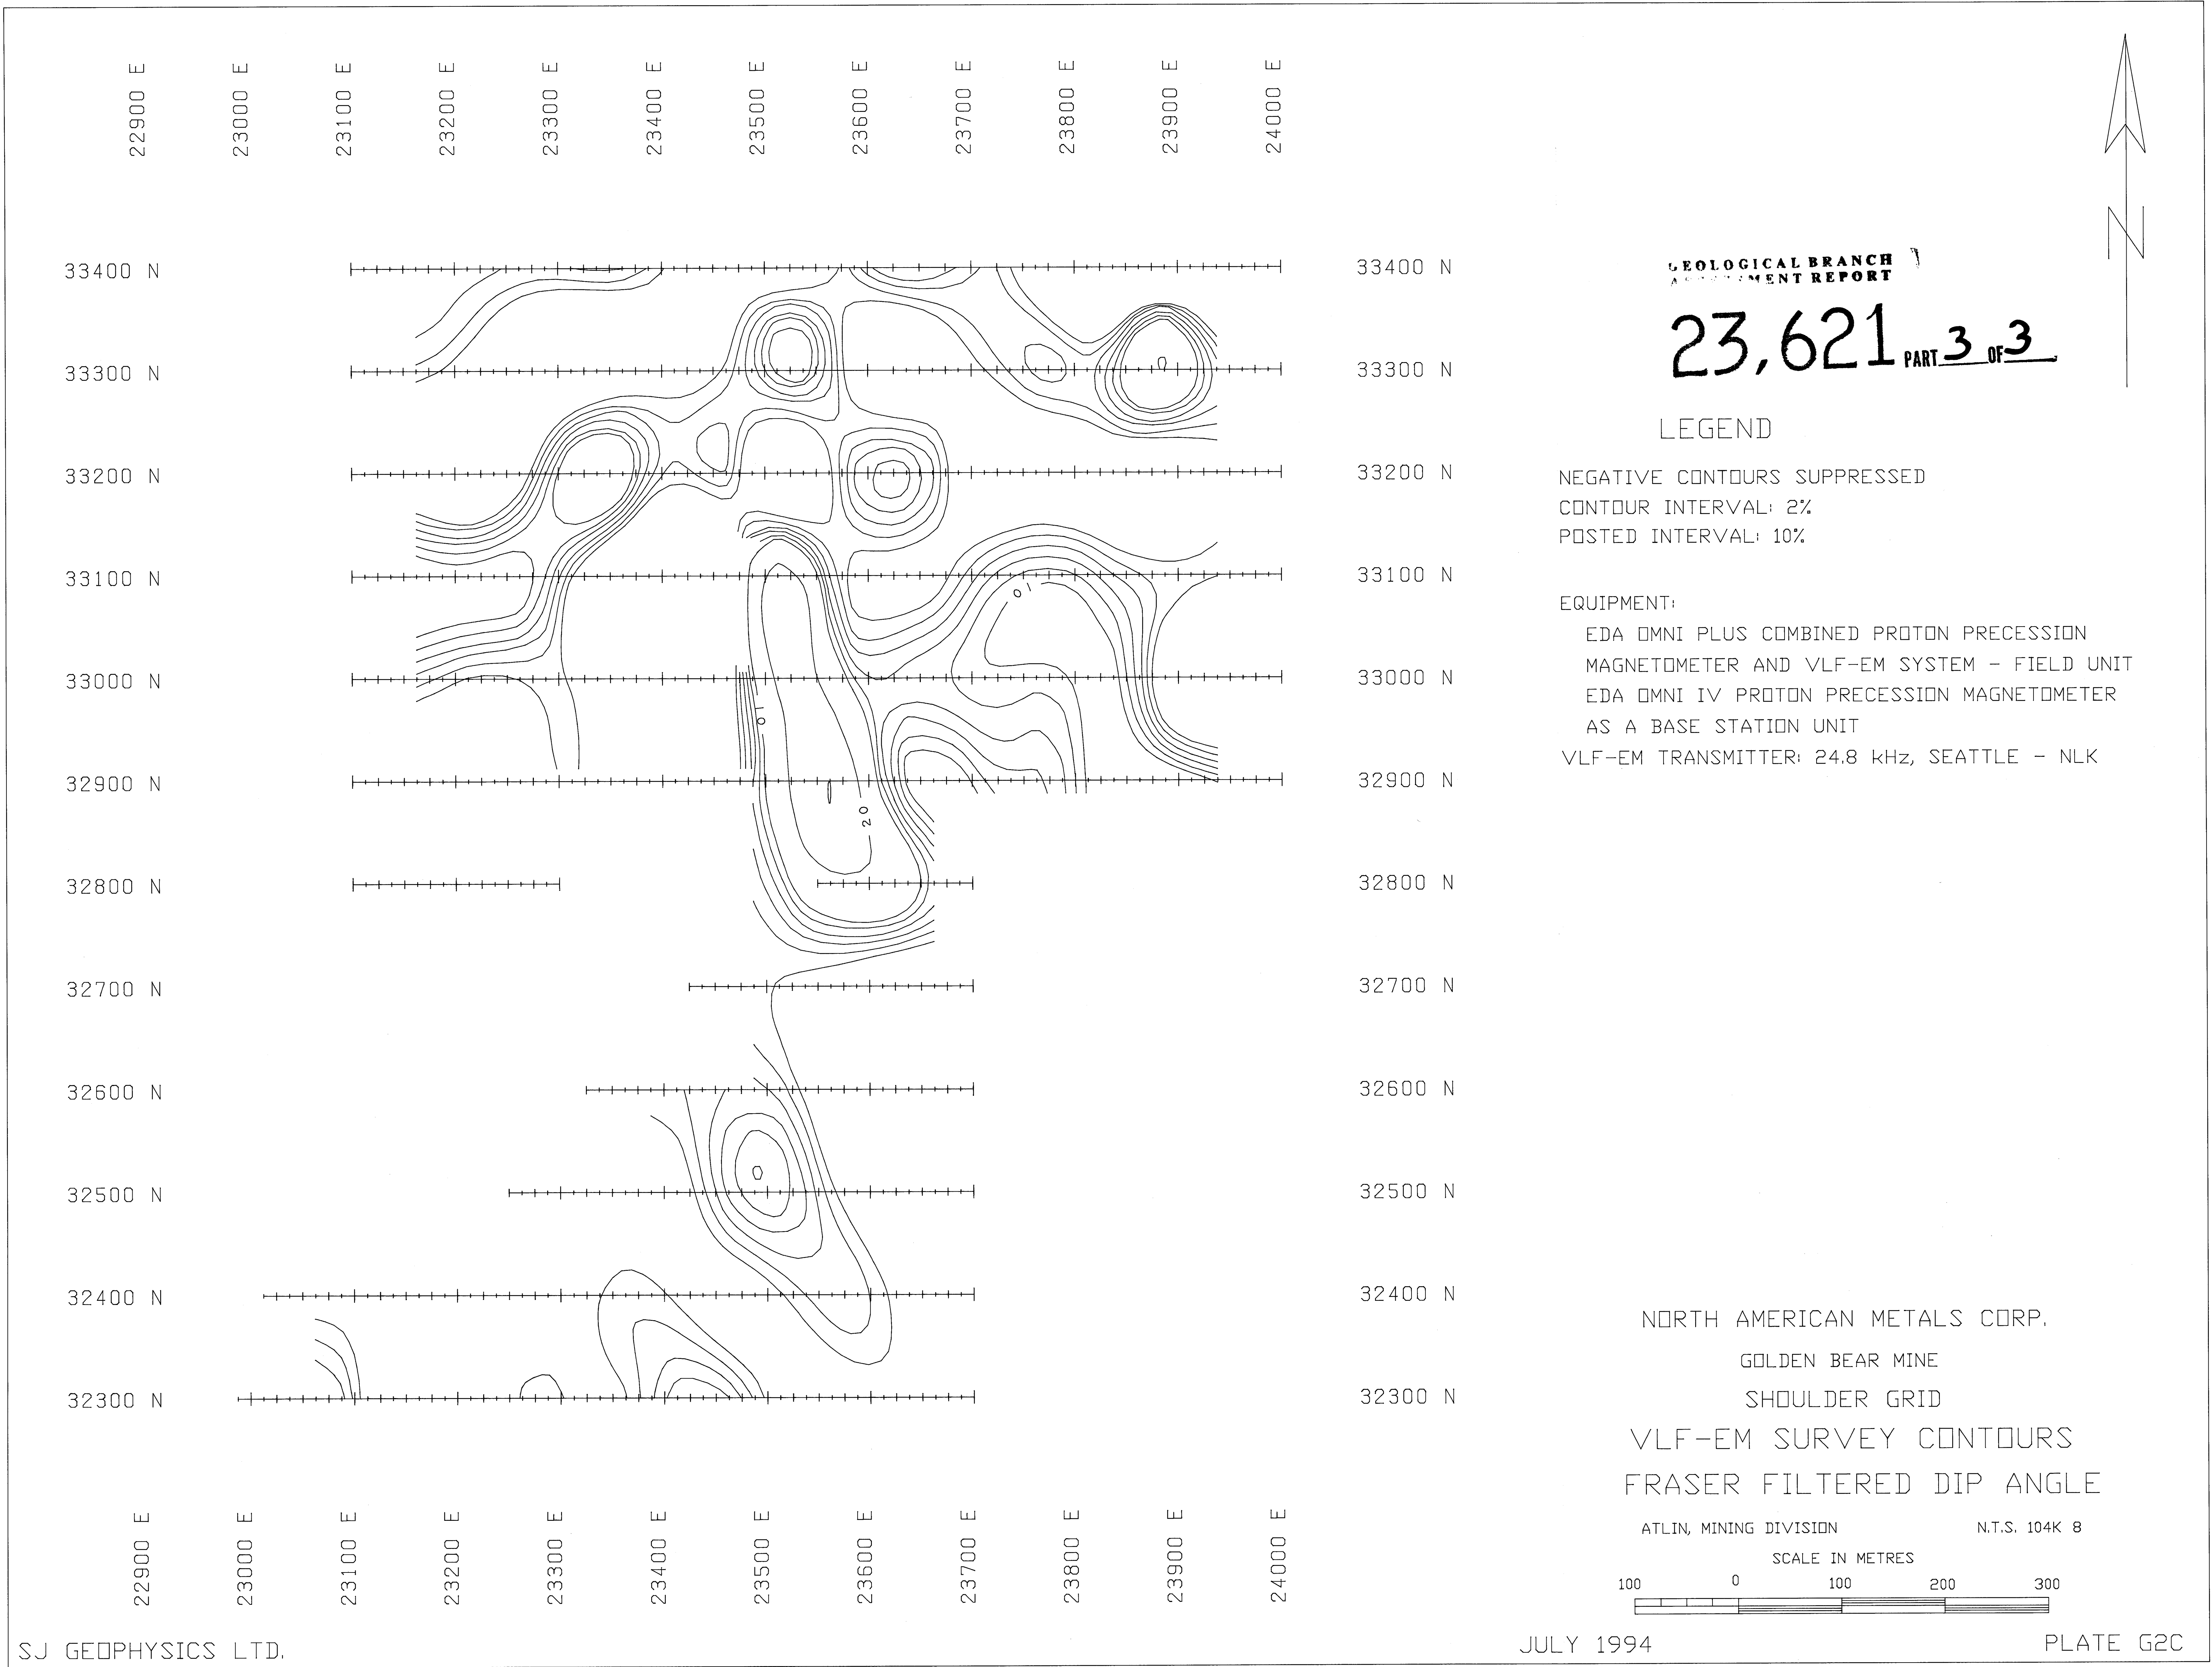 22900 E
23000 E
23100 E
23200 E
23300 E
23400 E
23500 E
23600 E
23700 E
23800 E
23900 E
24000 E
33400 N
33300 N
33200 N
33100 N
33000 N
32900 N
32800 N
32700 N
32600 N
32500 N
32400 N
32300 N
10
10
20
33400 N
33300 N
33200 N
33100 N
33000 N
32900 N
32800 N
32700 N
32600 N
32500 N
32400 N
32300 N
22900 E
23000 E
23100 E
23200 E
23300 E
23400 E
23500 E
23600 E
23700 E
23800 E
23900 E
24000 E
N
GEOLOGICAL BRANCH
REPORT
23,621 PART 3 OF 3
LEGEND
NEGATIVE CONTOURS SUPPRESSED
CONTOUR INTERVAL: 2%
POSTED INTERVAL: 10%
EQUIPMENT:
EDA OMNI PLUS COMBINED PROTON PRECESSION
MAGNETOMETER AND VLF-EM SYSTEM - FIELD UNIT
EDA OMNI IV PROTON PRECESSION MAGNETOMETER
AS A BASE STATION UNIT
VLF-EM TRANSMITTER: 24.8 kHz, SEATTLE - NLK
NORTH AMERICAN METALS CORP.
GOLDEN BEAR MINE
SHOULDER GRID
VLF-EM SURVEY CONTOURS
FRASER FILTERED DIP ANGLE
ATLIN, MINING DIVISION N.T.S. 104K 8
SCALE IN METRES
100 0 100 200 300
SJ GEOPHYSICS LTD.
JULY 1994
PLATE G2C